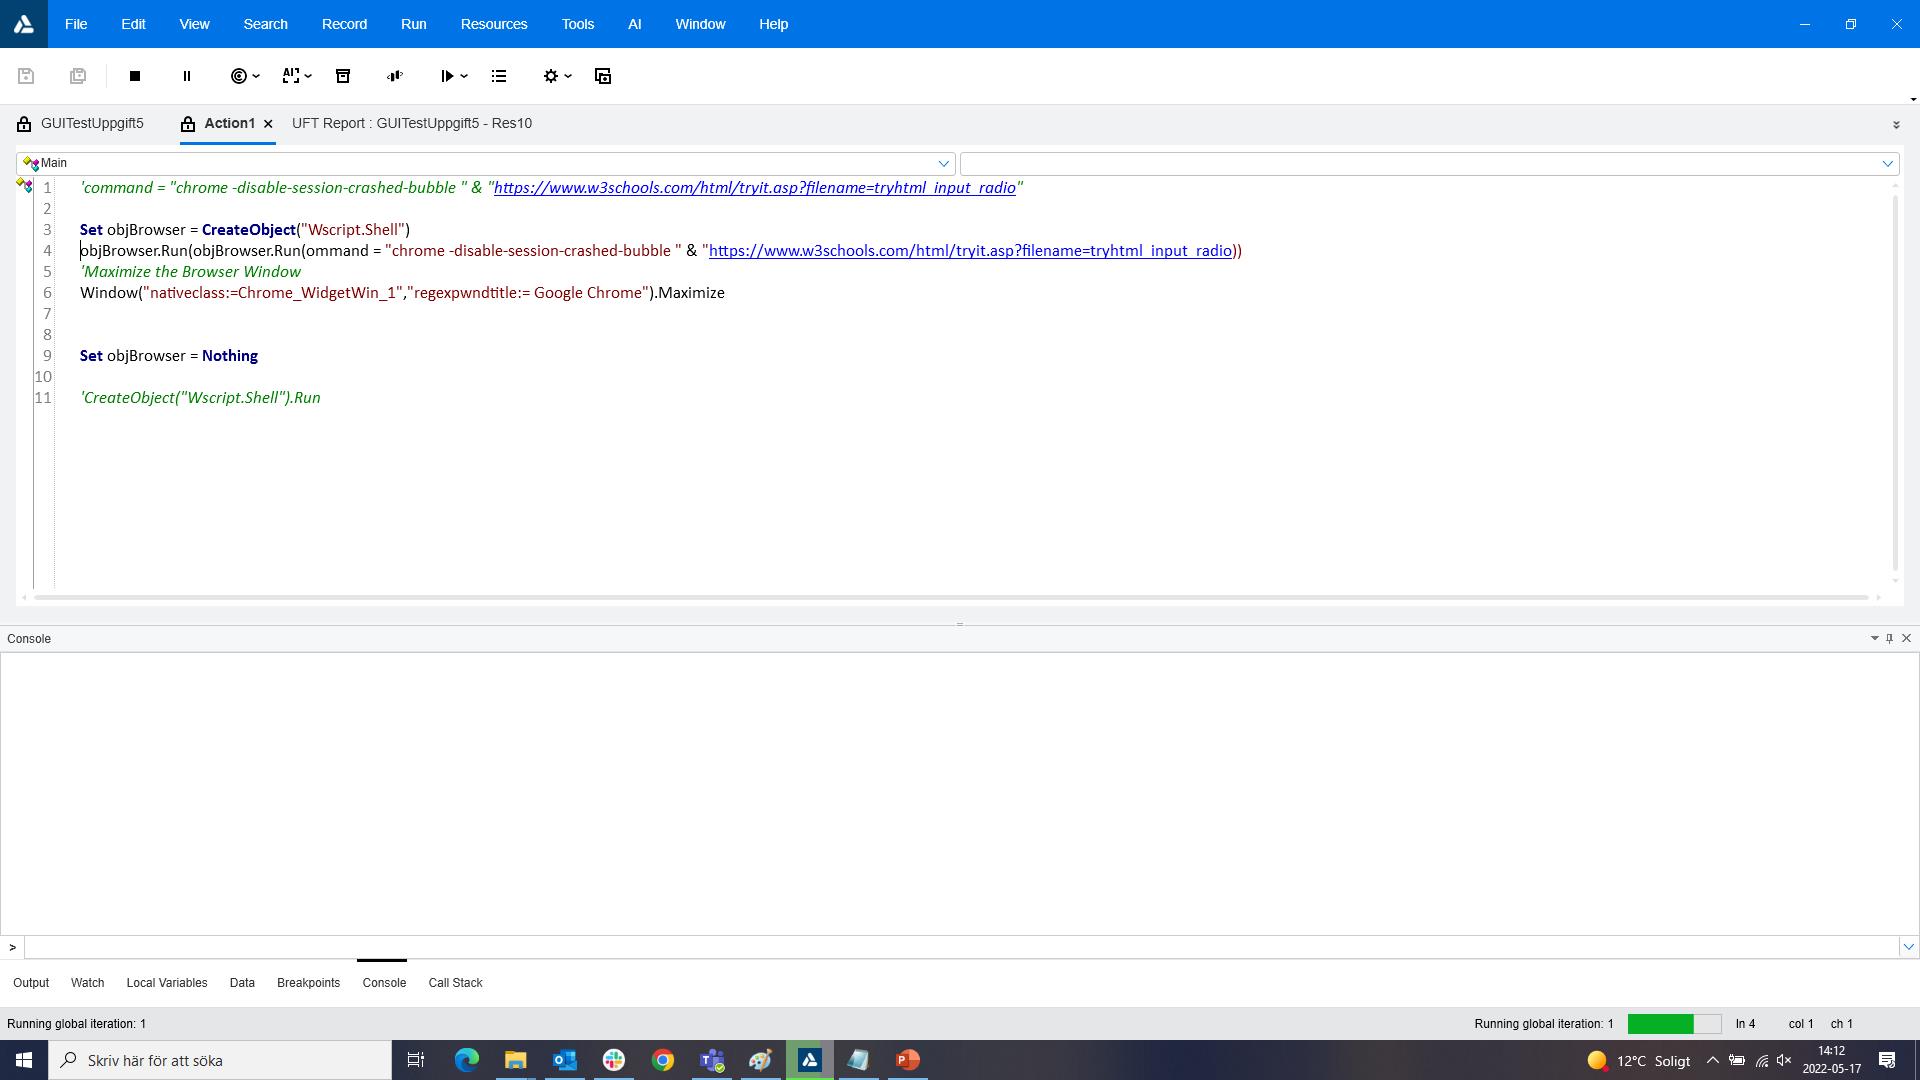 File Edit View Search Record Run Resources Tools AI Window Help
AI
GUITestUppgift5 Action1 UFT Report : GUITestUppgift5 - Res10
Main
1 'command = "chrome -disable-session-crashed-bubble " & "https://www.w3schools.com/html/tryit.asp?filename=tryhtml_input_radio"
2
3 Set objBrowser = CreateObject("Wscript.Shell")
4 objBrowser.Run(objBrowser.Run(ommand = "chrome -disable-session-crashed-bubble " & "https://www.w3schools.com/html/tryit.asp?filename=tryhtml_input_radio))
5 'Maximize the Browser Window
6 Window("nativeclass:=Chrome_WidgetWin_1","regexpwndtitle:= Google Chrome").Maximize
7
8
9 Set objBrowser = Nothing
10
11 'CreateObject("Wscript.Shell").Run
Console
>
Output Watch Local Variables Data Breakpoints Console Call Stack
Running global iteration: 1 Running global iteration: 1 ln 4 col 1 ch 1
Skriv här för att söka 12°C Soligt 14:12
2022-05-17